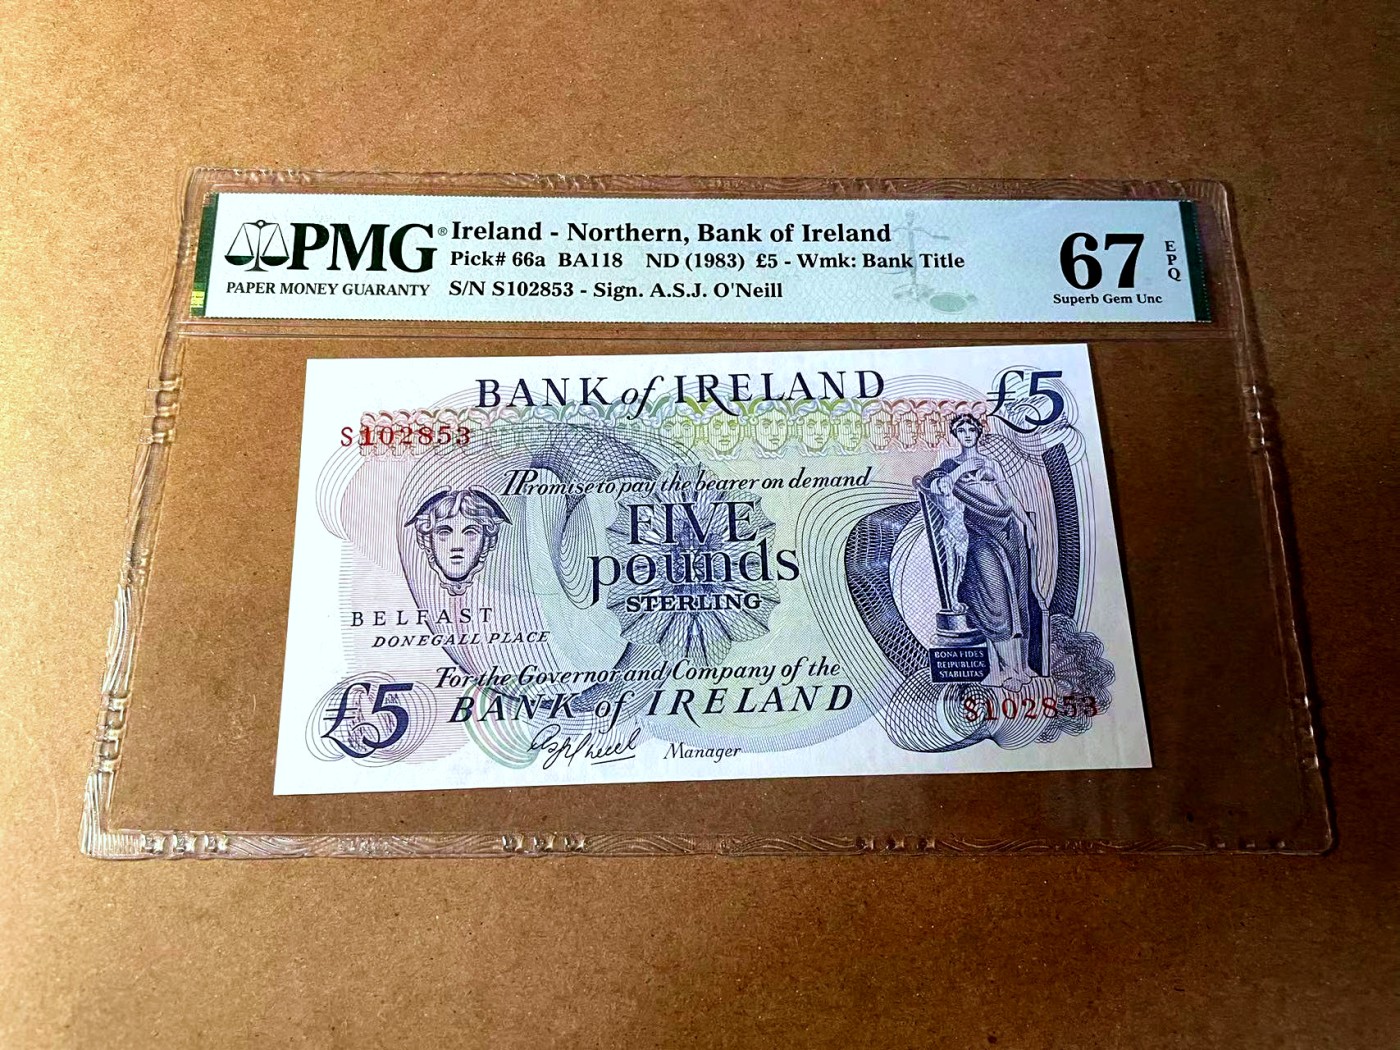 PMG®
PAPER MONEY GUARANTY
Ireland - Northern, Bank of Ireland
Pick# 66a BA118 ND (1983) £5 - Wmk: Bank Title
S/N S102853 - Sign. A.S.J. O'Neill
67
EPQ
Superb Gem Unc
BANK of IRELAND
£5
S102853
I Promise to pay the bearer on demand
FIVE
pounds
STERLING
BELFAST
DONEGALL PLACE
BONA FIDES
REIPUBLICÆ
STABILITAS
For the Governor and Company of the
BANK of IRELAND
£5
S102853
Manager